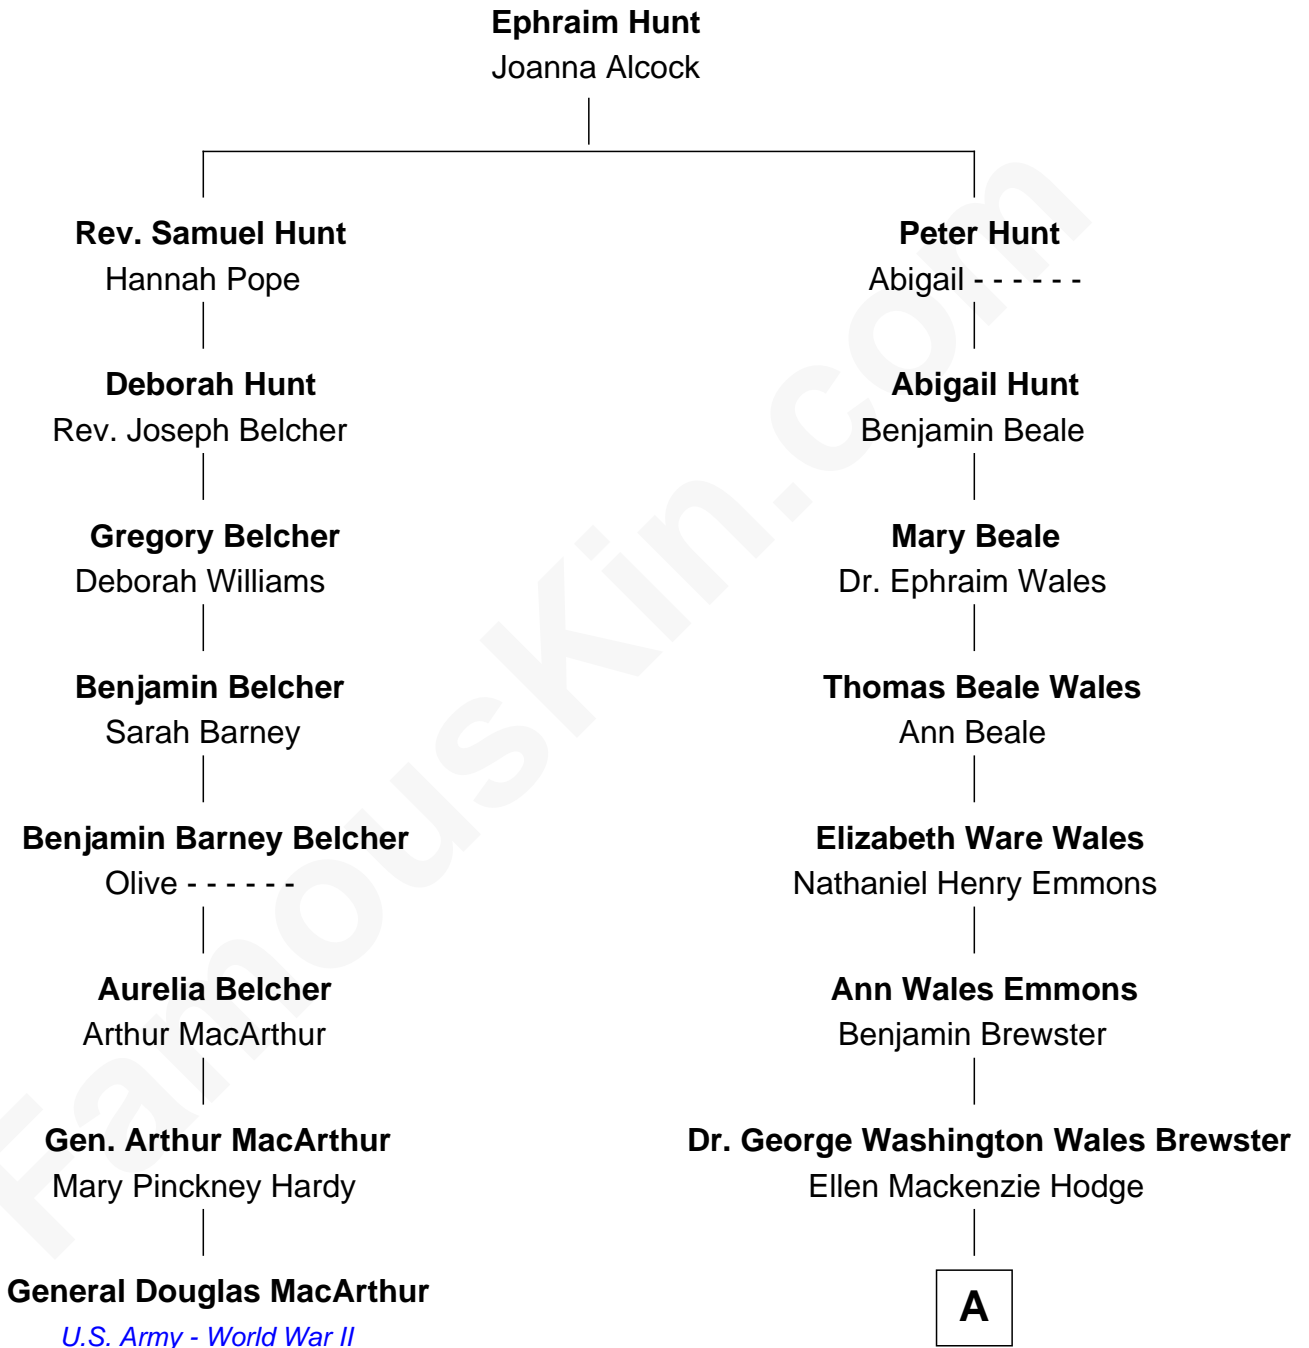 Ephraim Hunt
Joanna Alcock
Rev. Samuel Hunt
Hannah Pope
Deborah Hunt
Rev. Joseph Belcher
Gregory Belcher
Deborah Williams
Benjamin Belcher
Sarah Barney
Benjamin Barney Belcher
Olive - - - - - -
Aurelia Belcher
Arthur MacArthur
Gen. Arthur MacArthur
Mary Pinckney Hardy
General Douglas MacArthur
U.S. Army - World War II
Peter Hunt
Abigail - - - - - -
Abigail Hunt
Benjamin Beale
Mary Beale
Dr. Ephraim Wales
Thomas Beale Wales
Ann Beale
Elizabeth Ware Wales
Nathaniel Henry Emmons
Ann Wales Emmons
Benjamin Brewster
Dr. George Washington Wales Brewster
Ellen Mackenzie Hodge
A
FamousKin.com